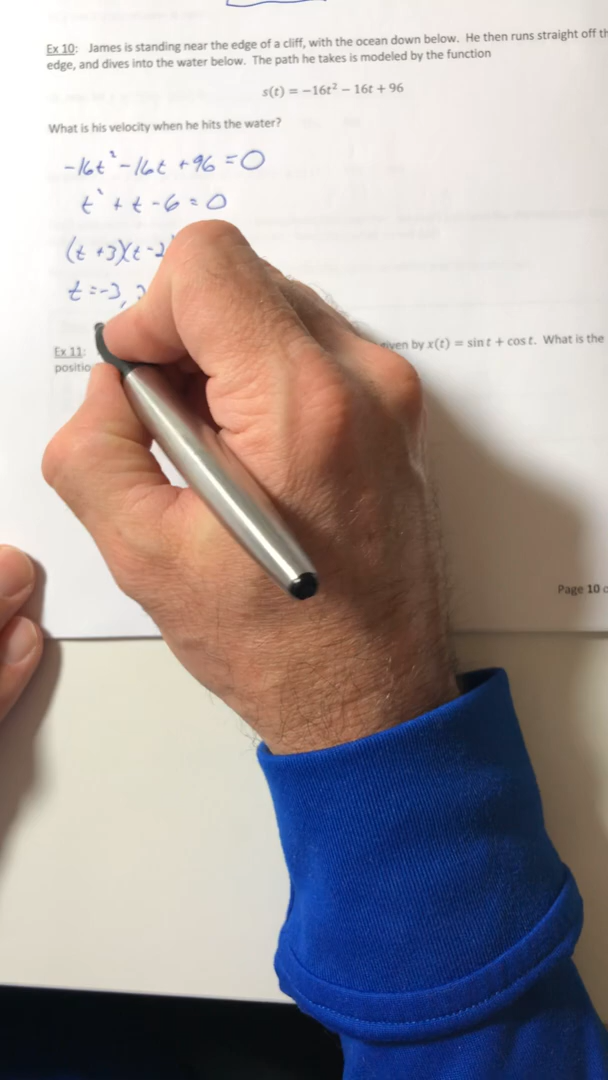 Ex 10: James is standing near the edge of a cliff, with the ocean down below. He then runs straight off
edge, and dives into the water below. The path he takes is modeled by the function
s(t) = −16t² − 16t + 96
What is his velocity when he hits the water?
-16t² - 16t + 96 = 0
t² + t - 6 = 0
(t + 3)(t - 2
t = -3,
Ex 11: by x(t) = sin t + cos t. What is the
Page 10